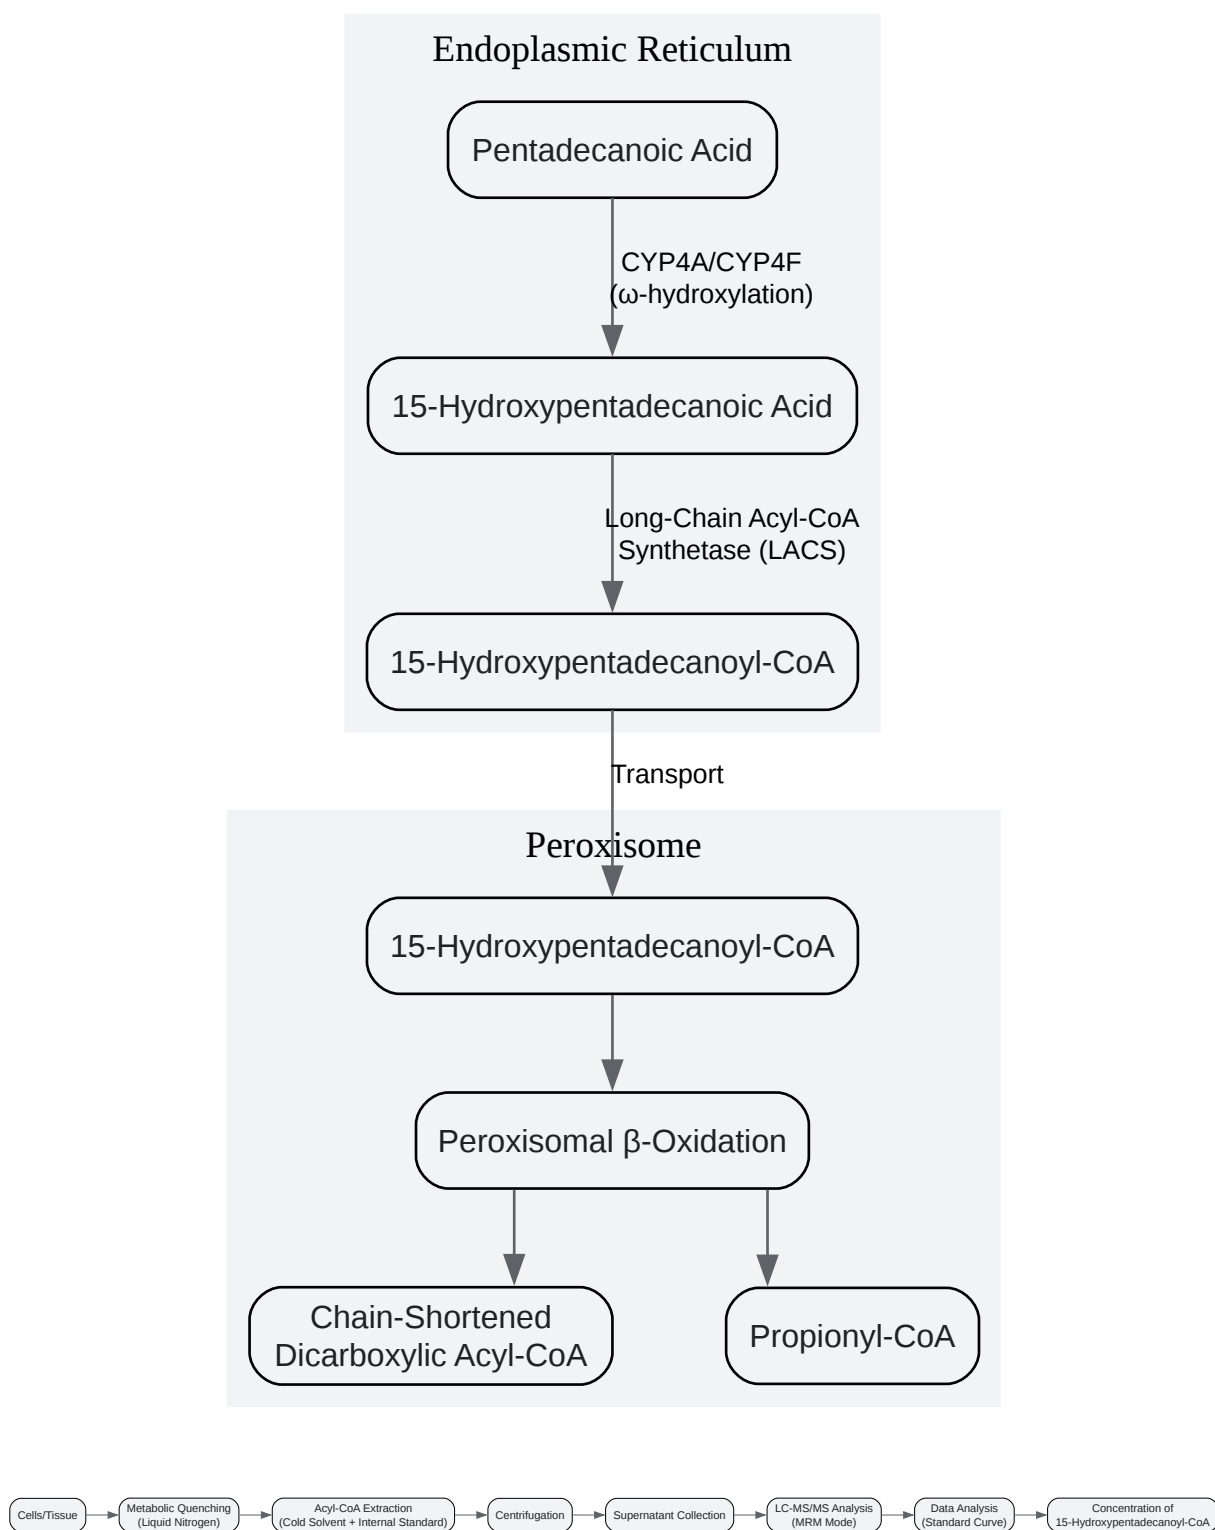 Endoplasmic Reticulum
Pentadecanoic Acid
CYP4A/CYP4F
(ω-hydroxylation)
15-Hydroxypentadecanoic Acid
Long-Chain Acyl-CoA
Synthetase (LACS)
15-Hydroxypentadecanoyl-CoA
Transport
Peroxisome
15-Hydroxypentadecanoyl-CoA
Peroxisomal β-Oxidation
Chain-Shortened
Dicarboxylic Acyl-CoA
Propionyl-CoA
Cells/Tissue
Metabolic Quenching
(Liquid Nitrogen)
Acyl-CoA Extraction
(Cold Solvent + Internal Standard)
Centrifugation
Supernatant Collection
LC-MS/MS Analysis
(MRM Mode)
Data Analysis
(Standard Curve)
Concentration of
15-Hydroxypentadecanoyl-CoA